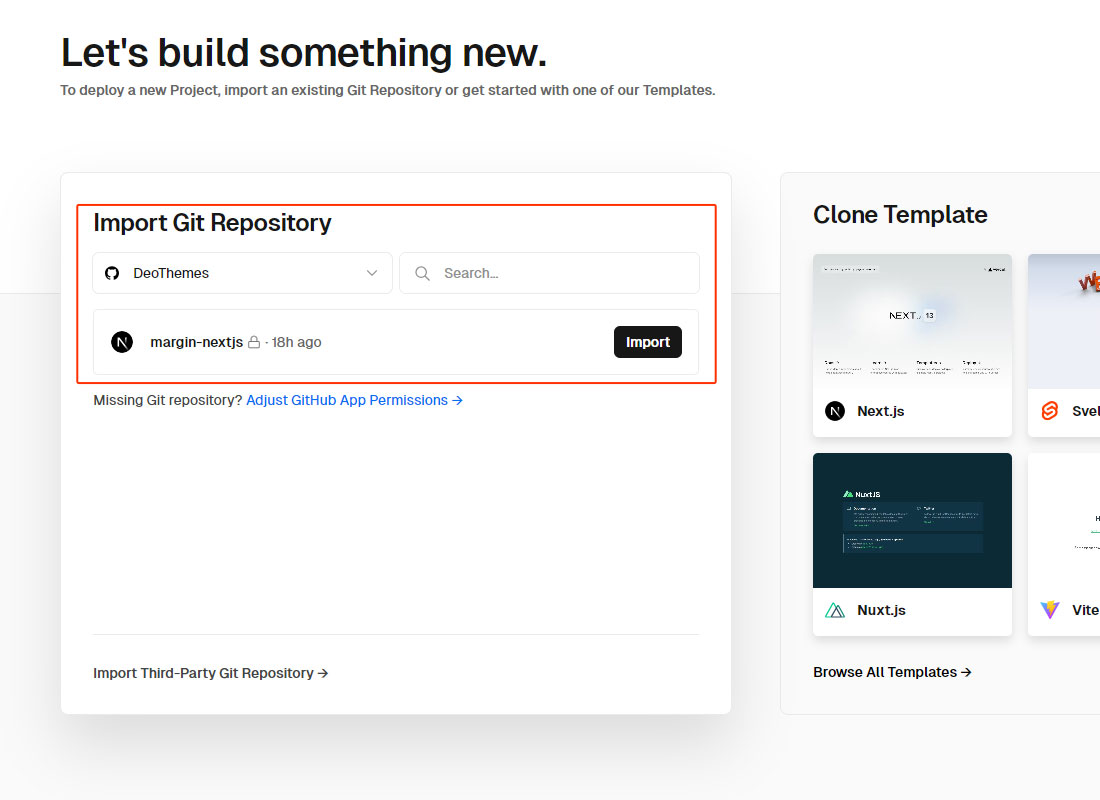 Let's build something new.
To deploy a new Project, import an existing Git Repository or get started with one of our Templates.
Import Git Repository
DeoThemes
Search...
margin-nextjs · 18h ago
Import
Missing Git repository? Adjust GitHub App Permissions →
Import Third-Party Git Repository →
Clone Template
NEXT.js 13
Next.js
NuxtJS
Nuxt.js
Vite
Browse All Templates →